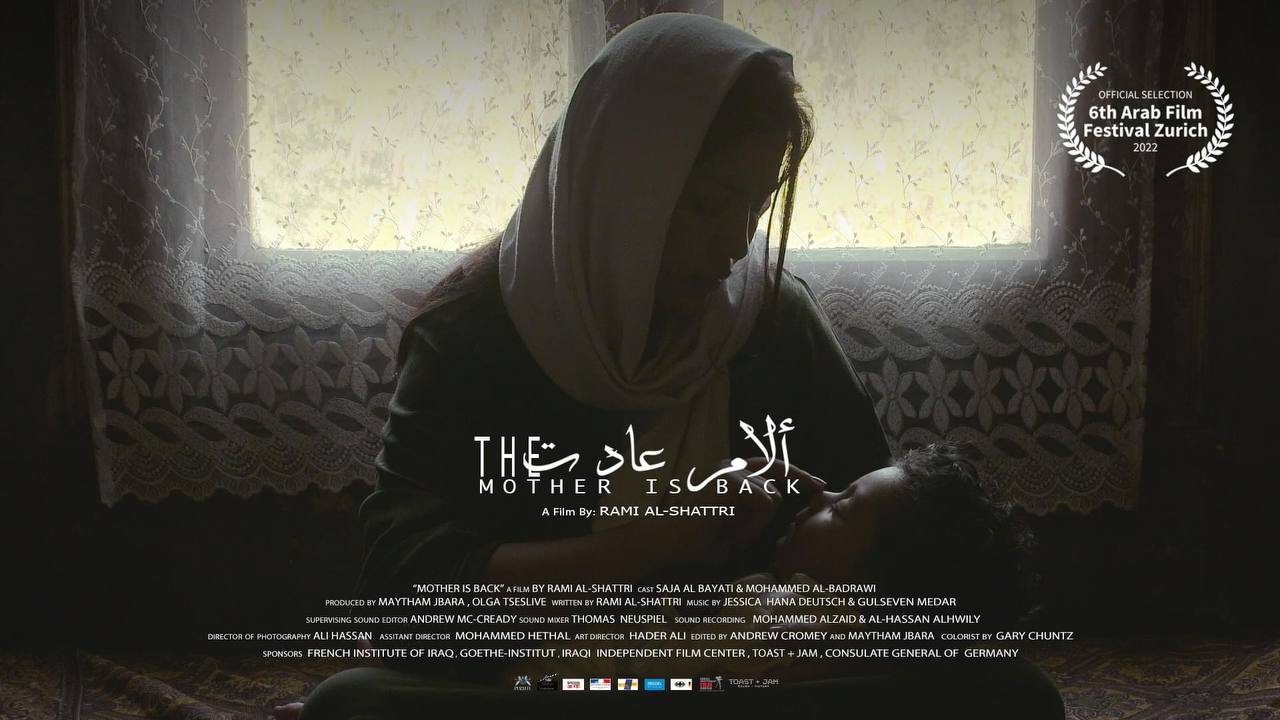 OFFICIAL SELECTION
6th Arab Film
Festival Zurich
2022
THE
ألام عادت
MOTHER IS BACK
A Film By: RAMI AL-SHATTRI
“MOTHER IS BACK” A FILM BY RAMI AL-SHATTRI CAST SAJA AL BAYATI & MOHAMMED AL-BADRAWI
PRODUCED BY MAYTHAM JBARA , OLGA TSESLIVE WRITTEN BY RAMI AL-SHATTRI MUSIC BY JESSICA HANA DEUTSCH & GULSEVEN MEDAR
SUPERVISING SOUND EDITOR ANDREW MC-CREADY SOUND MIXER THOMAS NEUSPIEL SOUND RECORDING MOHAMMED ALZAID & AL-HASSAN ALHWILY
DIRECTOR OF PHOTOGRAPHY ALI HASSAN ASSITANT DIRECTOR MOHAMMED HETHAL ART DIRECTOR HADER ALI EDITED BY ANDREW CROMEY AND MAYTHAM JBARA COLORIST BY GARY CHUNTZ
SPONSORS FRENCH INSTITUTE OF IRAQ , GOETHE-INSTITUT , IRAQI INDEPENDENT FILM CENTER , TOAST + JAM , CONSULATE GENERAL OF GERMANY
TOAST + JAM